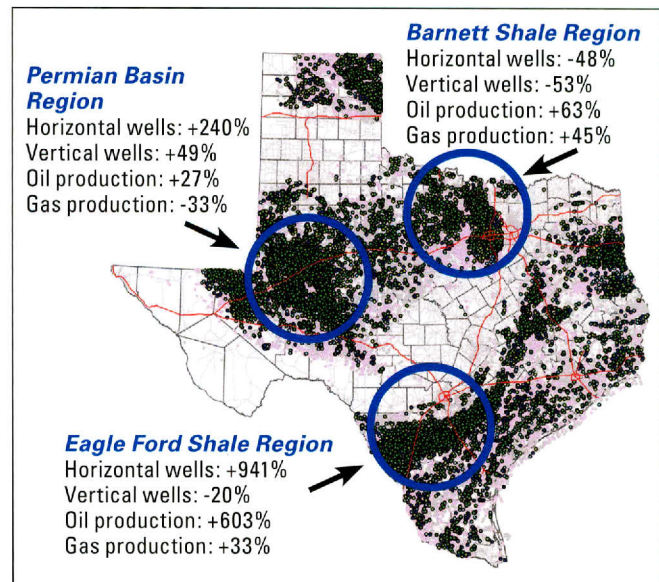 Permian Basin
Region
Horizontal wells: +240%
Vertical wells: +49%
Oil production: +27%
Gas production: -33%
Barnett Shale Region
Horizontal wells: -48%
Vertical wells: -53%
Oil production: +63%
Gas production: +45%
Eagle Ford Shale Region
Horizontal wells: +941%
Vertical wells: -20%
Oil production: +603%
Gas production: +33%